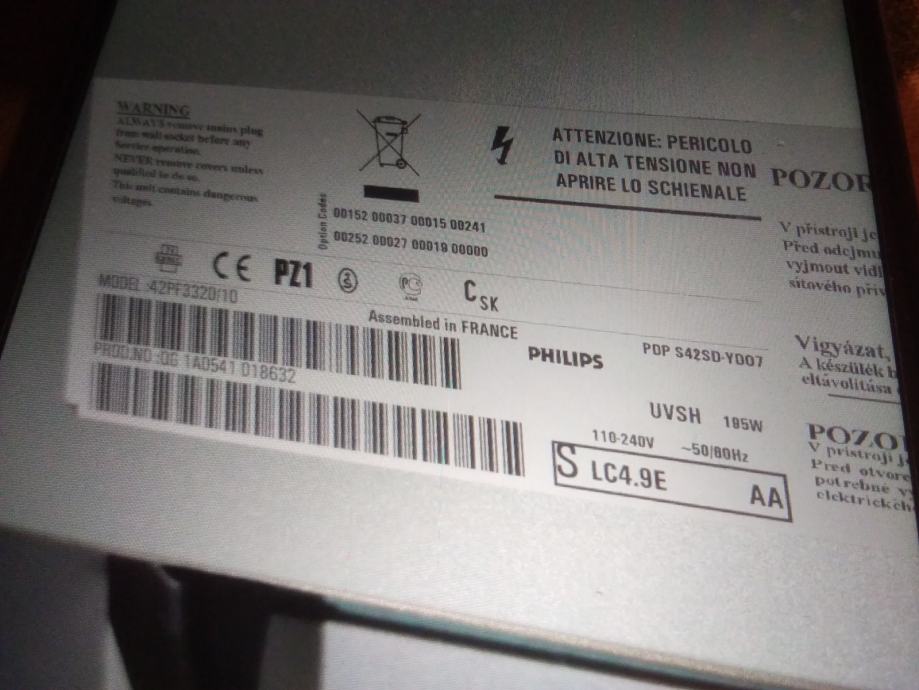 WARNING
ALWAYS remove mains plug
from wall socket before any
Service operation.
NEVER remove covers unless
qualified to do so.
This unit contains dangerous
voltages.
Option Codes
00152 00037 00015 00241
00252 00027 00019 00000
ATTENZIONE: PERICOLO
DI ALTA TENSIONE NON
APRIRE LO SCHIENALE
POZOR
V přístroji je
Před odejmu
vyjmout vidl
síťového přív
CE PZ1 S PC CSK
MODEL :42PF3320/10
Assembled in FRANCE
PHILIPS
PDP S42SD-YD07
PROD.NO :DG 1A0541 018632
UVSH 195W
110-240V ~50/60Hz
S LC4.9E AA
Vigyázat,
A készülék b
eltávolítása
POZO
V prístroji j
Pred otvore
potrebné v
elektrickéh